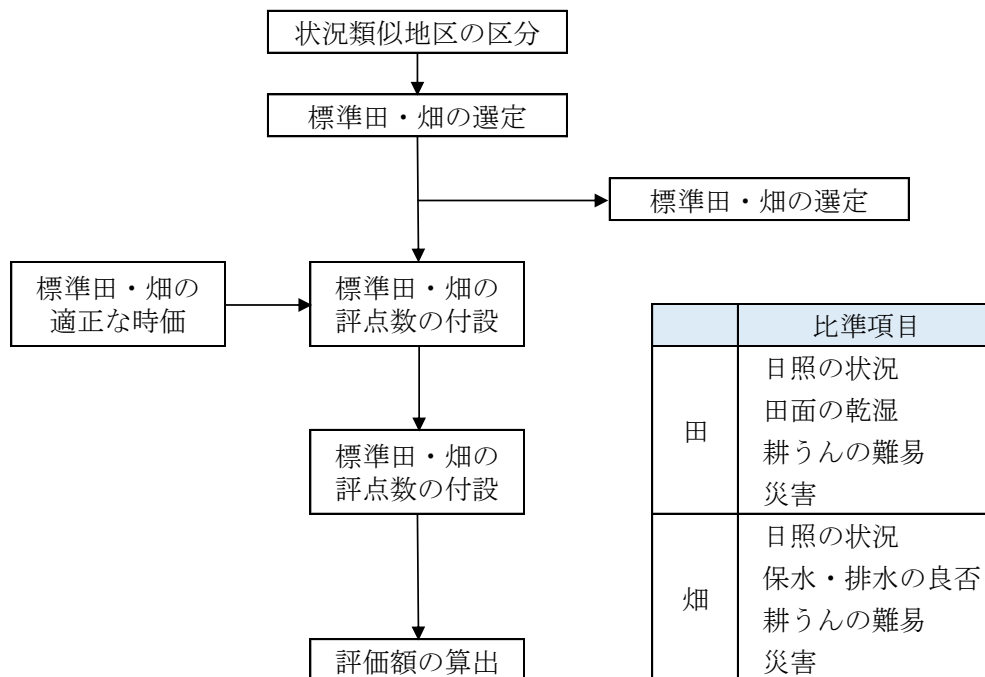 状況類似地区の区分
標準田・畑の選定
標準田・畑の選定
標準田・畑の
適正な時価
標準田・畑の
評点数の付設
標準田・畑の
評点数の付設
評価額の算出
比準項目
田
日照の状況
田面の乾湿
耕うんの難易
災害
畑
日照の状況
保水・排水の良否
耕うんの難易
災害